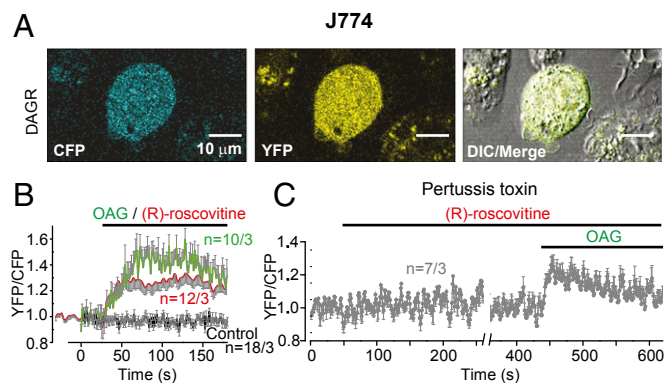 J774
A
DAGR
CFP
10 µm
YFP
DIC/Merge
B
OAG / (R)-roscovitine
n=10/3
n=12/3
Control
n=18/3
YFP/CFP
1.6
1.4
1.2
1.0
0.8
0 50 100 150
Time (s)
C
Pertussis toxin
(R)-roscovitine
OAG
n=7/3
YFP/CFP
1.4
1.2
1.0
0.8
0 100 200 400 500 600
Time (s)